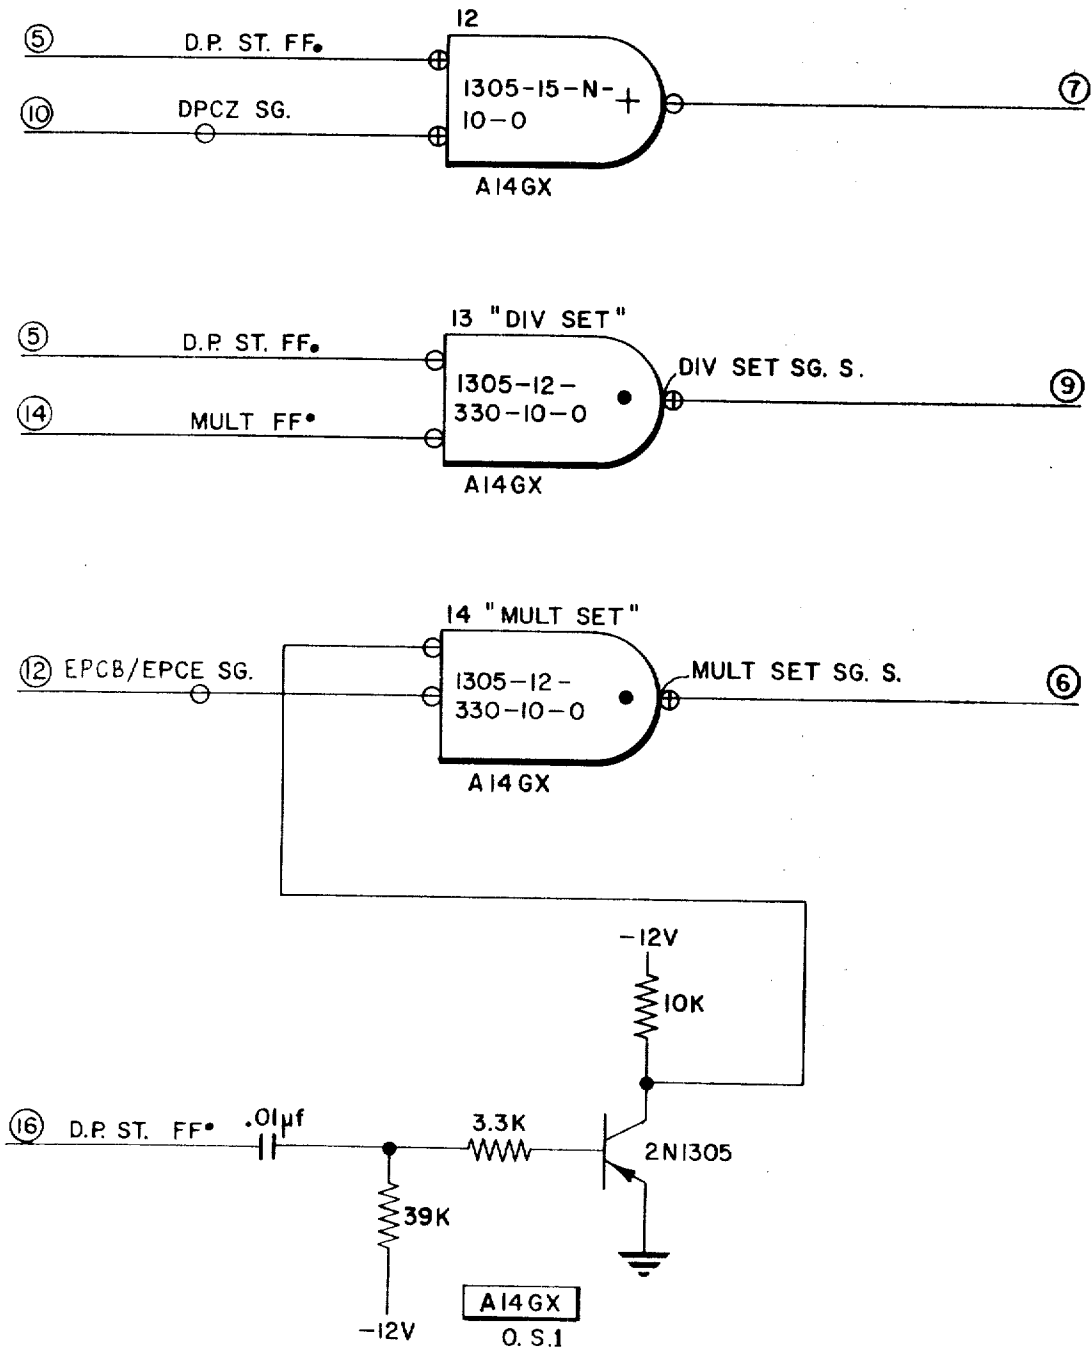 12
5 D.P. ST. FF•
1305-15-N-
10-0
+
7
10 DPCZ SG.
A14GX
13 "DIV SET"
5 D.P. ST. FF•
1305-12-
330-10-0
DIV SET SG. S.
9
14 MULT FF•
A14GX
14 "MULT SET"
12 EPCB/EPCE SG.
1305-12-
330-10-0
MULT SET SG. S.
6
A14GX
-12V
10K
16 D.P. ST. FF•
.01µf
3.3K
2N1305
39K
-12V
A14GX
O. S.1